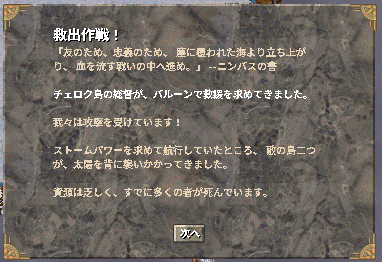 救出作戦！
『友のため、忠義のため、塵に覆われた海より立ち上が
り、血を流す戦いの中へ進め。』 --ニンバスの書
チェロク島の総督が、バルーンで救援を求めてきました。
我々は攻撃を受けています！
ストームパワーを求めて航行していたところ、敵の島二つ
が、太陽を背に襲いかかってきました。
資源は乏しく、すでに多くの者が死んでいます。
次へ